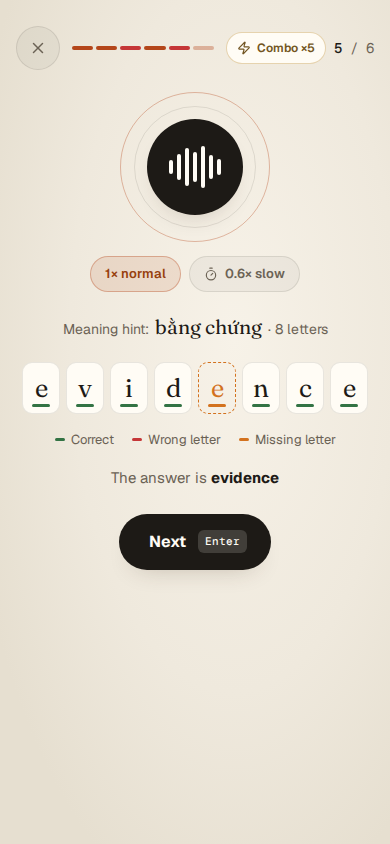 Combo ×5 5 / 6
1× normal 0.6× slow
Meaning hint: bằng chứng · 8 letters
e v i d e n c e
Correct Wrong letter Missing letter
The answer is evidence
Next Enter